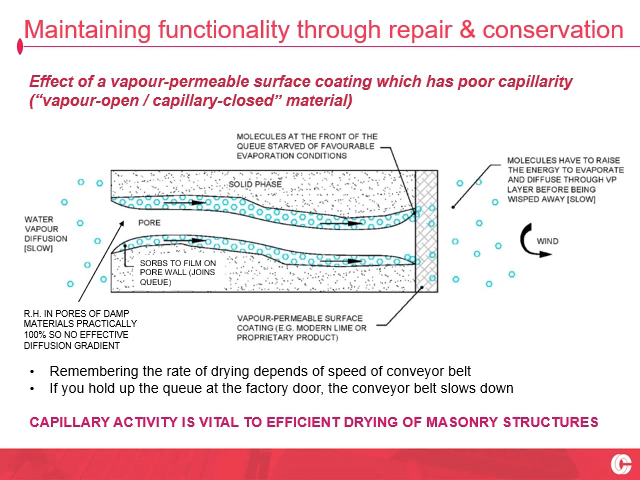 Maintaining functionality through repair & conservation
Effect of a vapour-permeable surface coating which has poor capillarity
(“vapour-open / capillary-closed” material)
MOLECULES AT THE FRONT OF THE
QUEUE STARVED OF FAVOURABLE
EVAPORATION CONDITIONS
MOLECULES HAVE TO RAISE
THE ENERGY TO EVAPORATE
AND DIFFUSE THROUGH VP
LAYER BEFORE BEING
WISPED AWAY [SLOW]
SOLID PHASE
WATER
VAPOUR
DIFFUSION
[SLOW]
PORE
WIND
SORBS TO FILM ON
PORE WALL (JOINS
QUEUE)
R.H. IN PORES OF DAMP
MATERIALS PRACTICALLY
100% SO NO EFFECTIVE
DIFFUSION GRADIENT
VAPOUR-PERMEABLE SURFACE
COATING (E.G. MODERN LIME OR
PROPRIETARY PRODUCT)
• Remembering the rate of drying depends of speed of conveyor belt
• If you hold up the queue at the factory door, the conveyor belt slows down
CAPILLARY ACTIVITY IS VITAL TO EFFICIENT DRYING OF MASONRY STRUCTURES